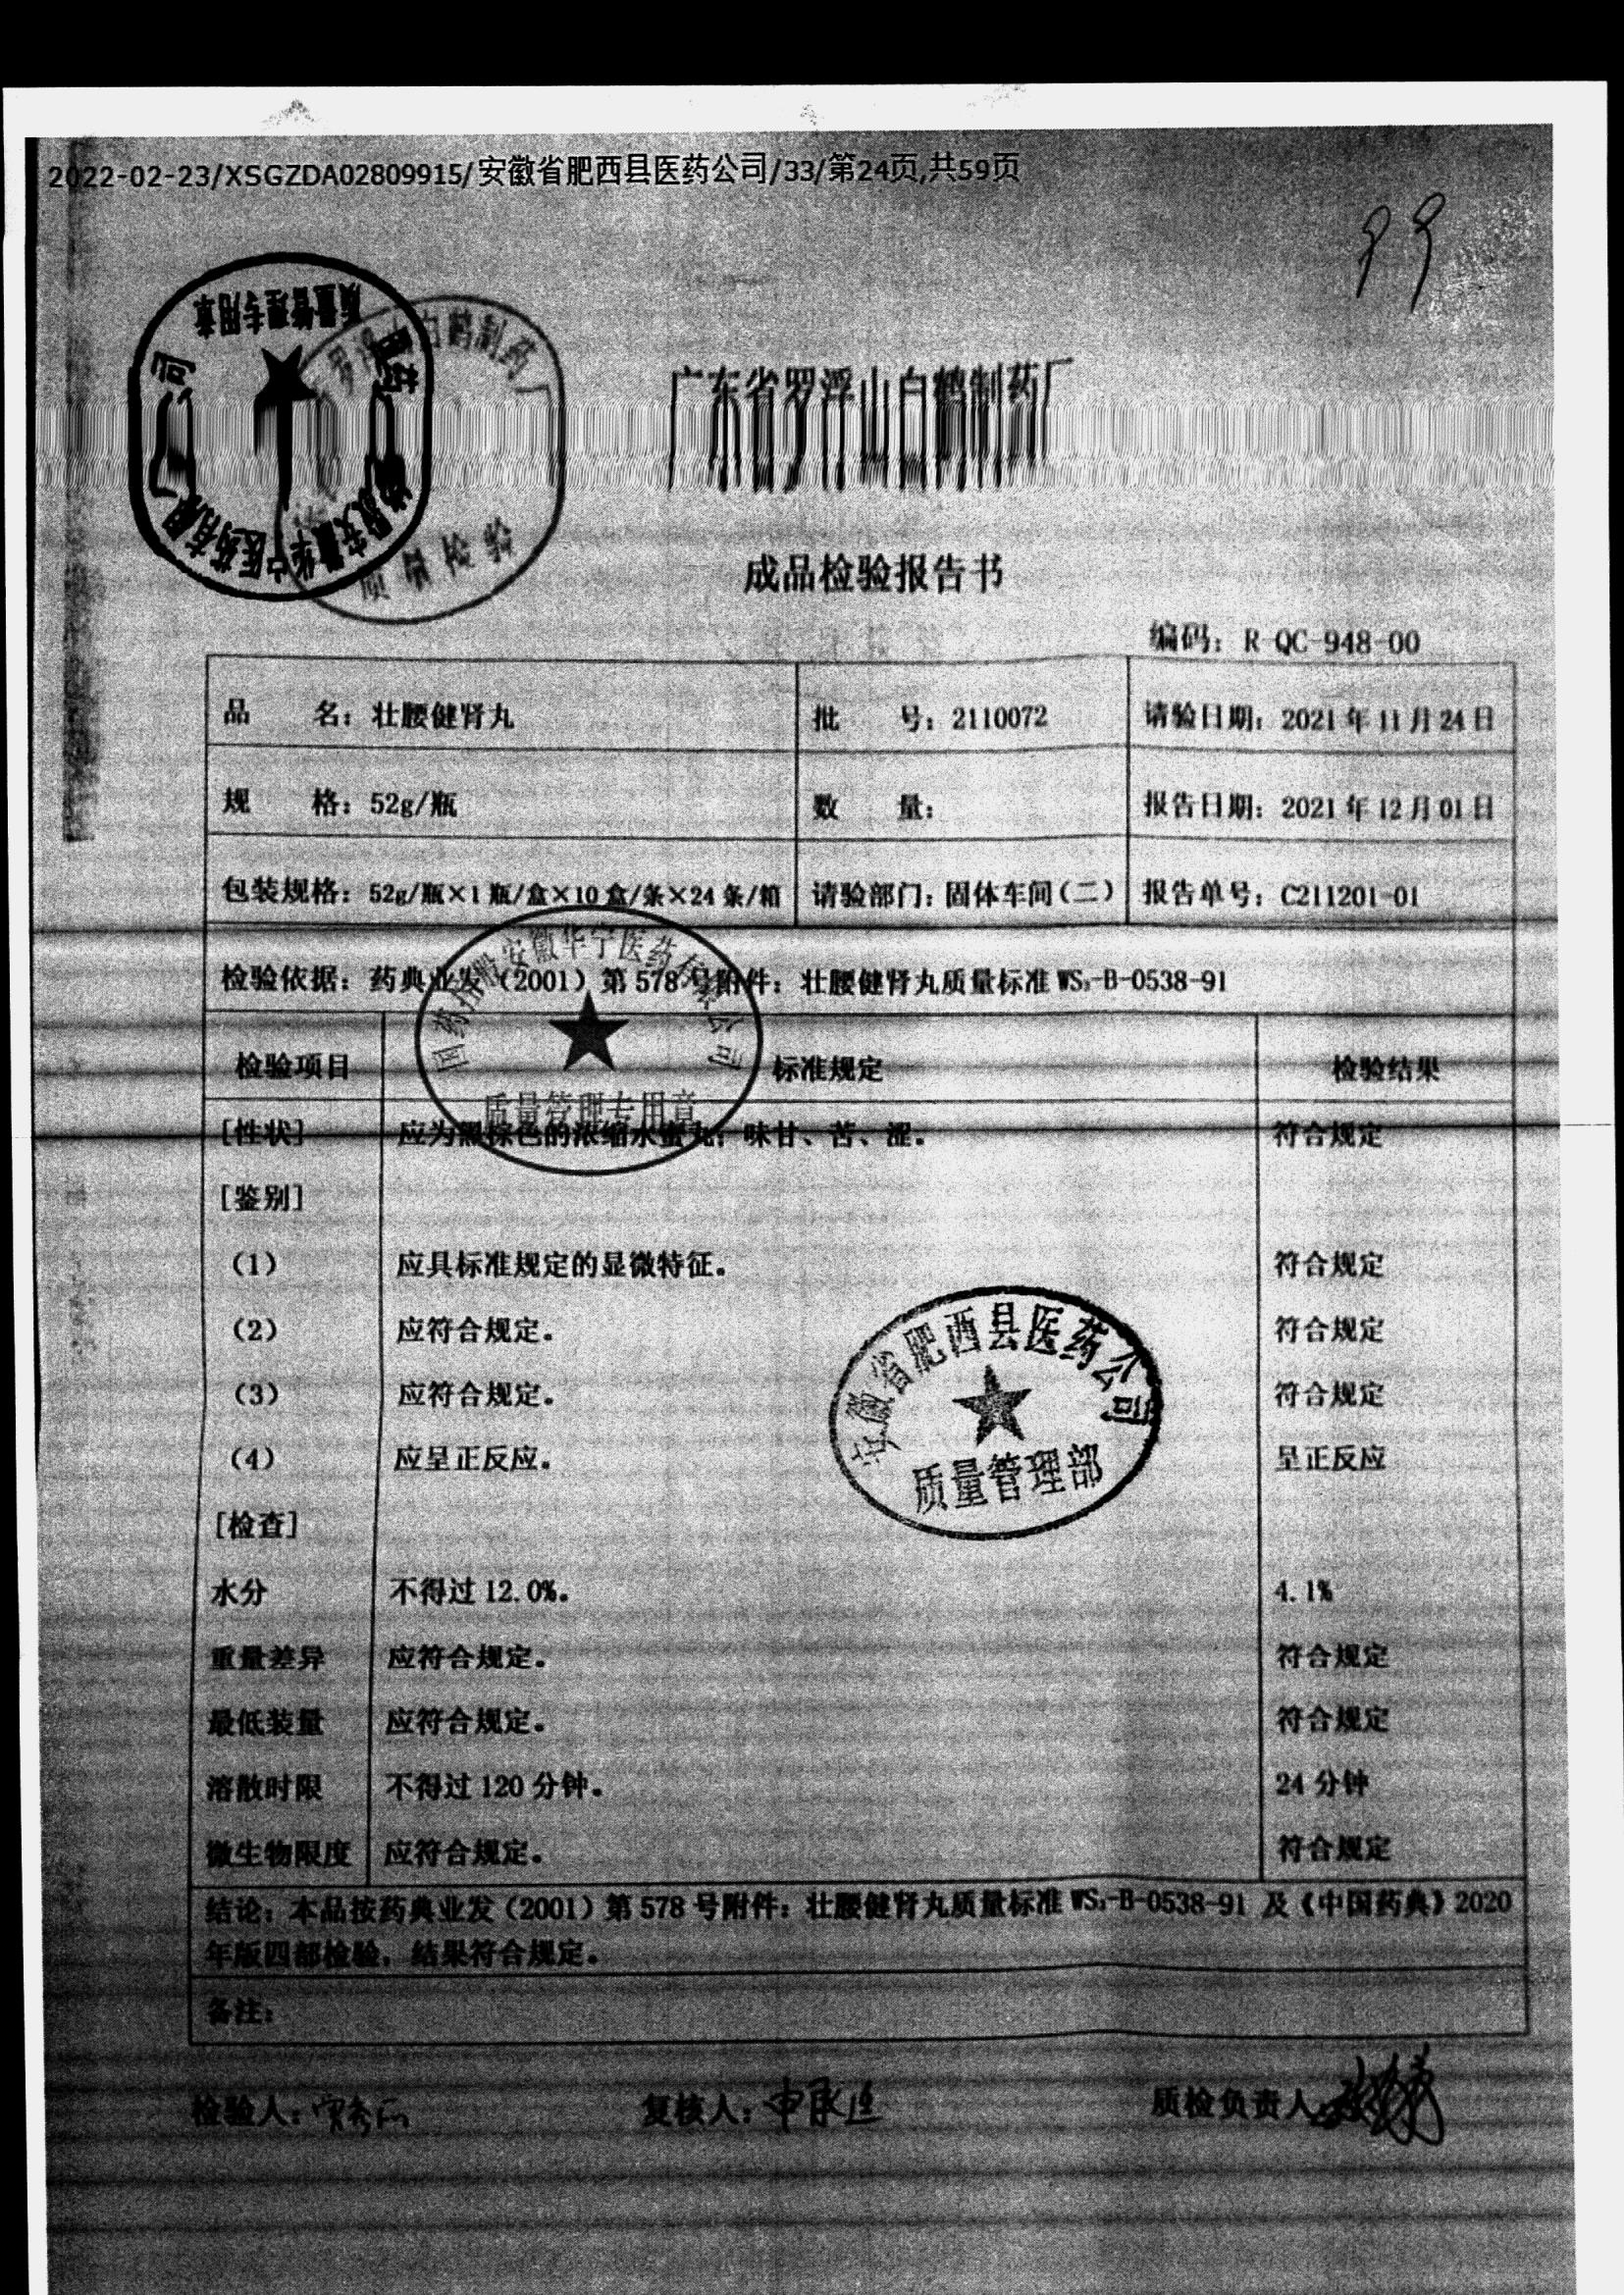 2022-02-23/XSGZDA02809915/安徽省肥西县医药公司/33/第24页,共59页
质量管理专用章
白鹤制药厂
质量检验
广东省罗浮山白鹤制药厂
成品检验报告书
编码：R-QC-948-00
品 名：壮腰健肾丸 批 号：2110072 请验日期：2021年11月24日
规 格：52g/瓶 数 量： 报告日期：2021年12月01日
包装规格：52g/瓶×1瓶/盒×10盒/条×24条/箱 请验部门：固体车间（二） 报告单号：C211201-01
检验依据：药典业发（2001）第578号附件：壮腰健肾丸质量标准WS₃-B-0538-91
质量管理专用章
检验项目 标准规定 检验结果
[性状] 应为黑棕色的浓缩水蜜丸；味甘、苦、涩。 符合规定
[鉴别]
（1） 应具标准规定的显微特征。 符合规定
（2） 应符合规定。 符合规定
（3） 应符合规定。 符合规定
（4） 应呈正反应。 呈正反应
安徽省肥西县医药公司
质量管理部
[检查]
水分 不得过12.0%。 4.1%
重量差异 应符合规定。 符合规定
最低装量 应符合规定。 符合规定
溶散时限 不得过120分钟。 24分钟
微生物限度 应符合规定。 符合规定
结论：本品按药典业发（2001）第578号附件：壮腰健肾丸质量标准WS₃-B-0538-91 及《中国药典》2020
年版四部检验，结果符合规定。
备注：
检验人： 复核人： 质检负责人：